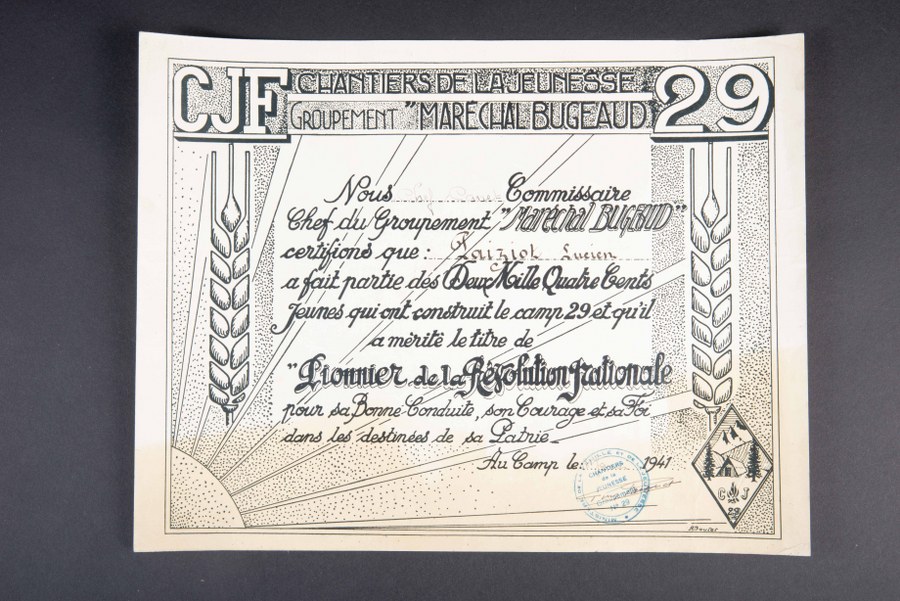 CJF CHANTIERS DE LA JEUNESSE 29
GROUPEMENT "MARÉCHAL BUGEAUD"
Nous Commissaire
Chef du Groupement "Maréchal BUGEAUD"
certifions que : Lucien
a fait partie des Deux Mille Quatre Cents
Jeunes qui ont construit le camp 29 et qu'il
a mérité le titre de
"Pionnier de la Révolution Nationale
pour sa Bonne Conduite, son Courage et sa Foi
dans les destinées de sa Patrie_
Au Camp le: 1941
CHANTIERS
de la
JEUNESSE
N° 29
C J
29